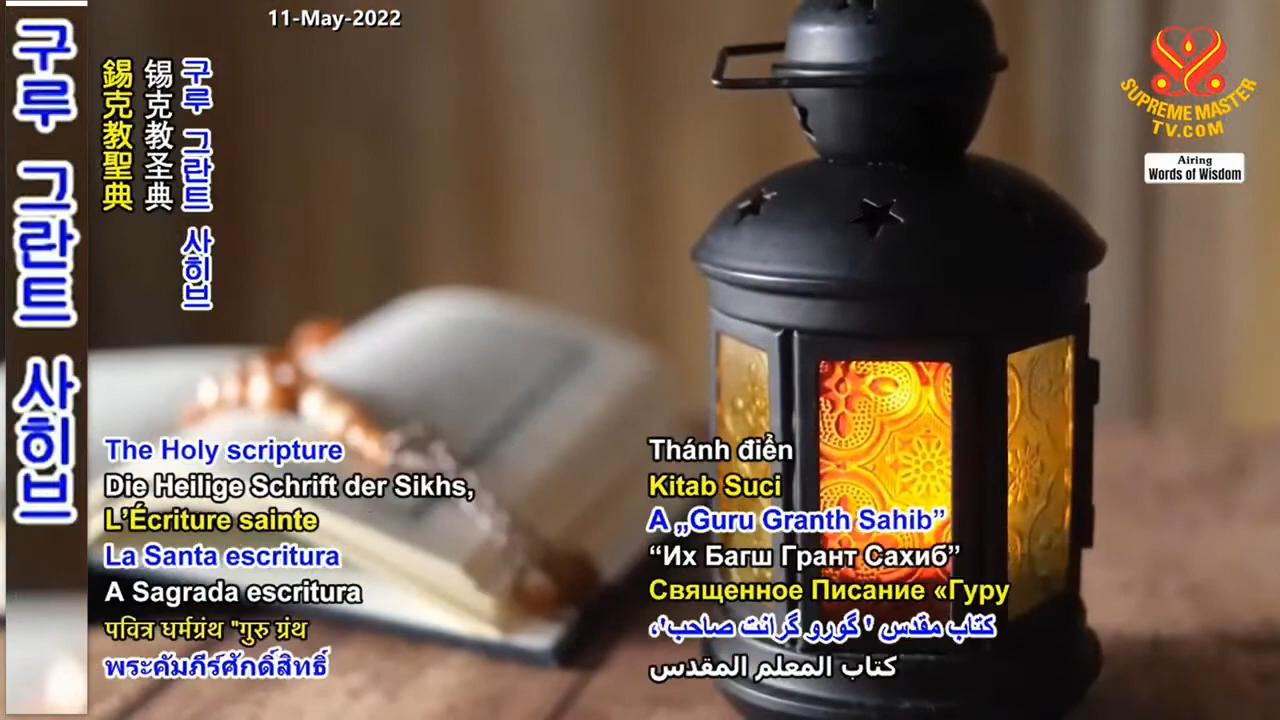 11-May-2022
구루 그란트 사히브
錫克教聖典
锡克教圣典
구루 그란트 사히브
SUPREME MASTER
TV.COM
Airing
Words of Wisdom
The Holy scripture
Die Heilige Schrift der Sikhs,
L’Écriture sainte
La Santa escritura
A Sagrada escritura
पवित्र धर्मग्रंथ "गुरु ग्रंथ
พระคัมภีร์ศักดิ์สิทธิ์
Thánh điển
Kitab Suci
A „Guru Granth Sahib”
“Их Багш Грант Сахиб”
Священное Писание «Гуру
کتاب مقدس ' گورو گرانت صاحب'،
كتاب المعلم المقدس